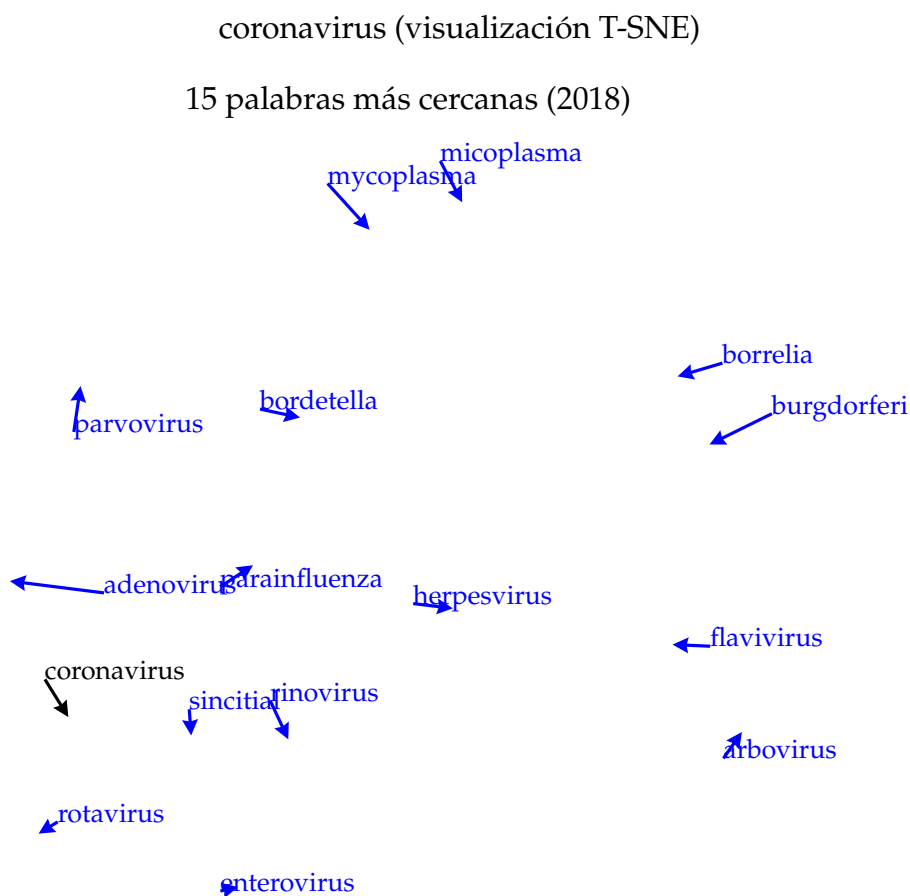 coronavirus (visualización T-SNE)
15 palabras más cercanas (2018)
micoplasma
mycoplasma
borrelia
bordetella
burgdorferi
parvovirus
adenovirus
parainfluenza
herpesvirus
flavivirus
coronavirus
sincitial
rinovirus
arbovirus
rotavirus
enterovirus